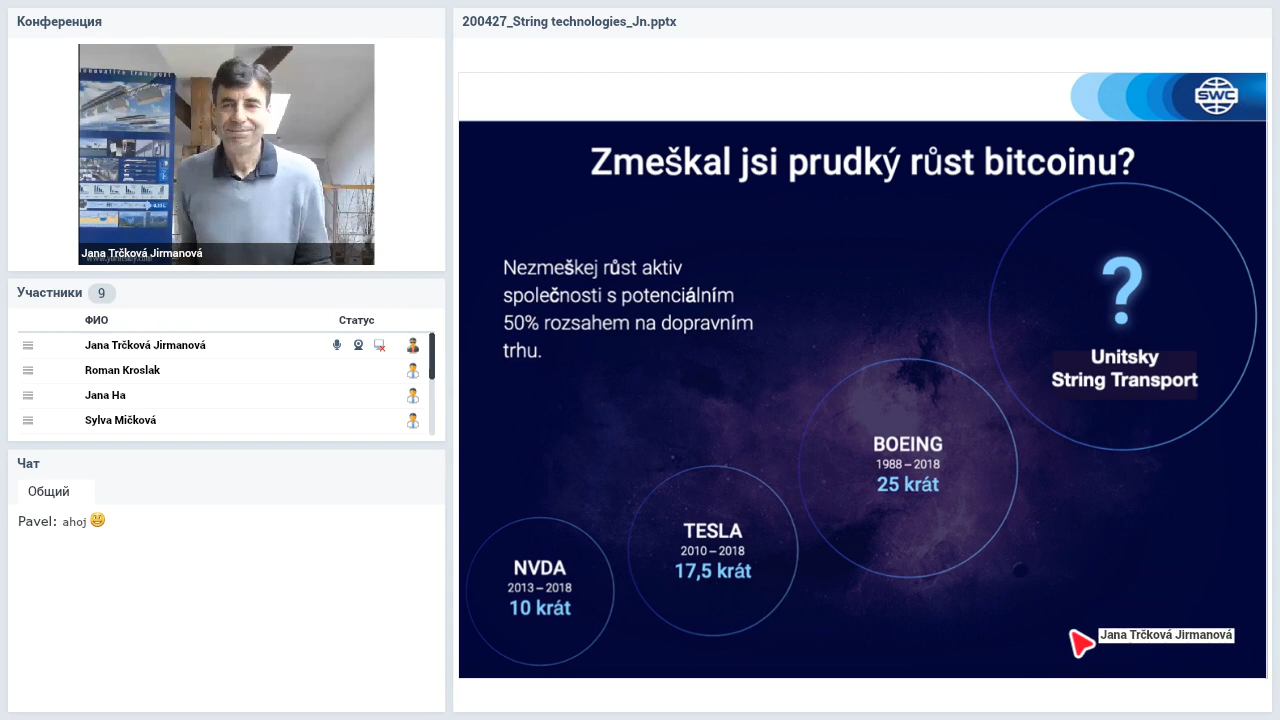 Конференция
innovative transport
Jana Trčková Jirmanová
Участники 9
ФИО Статус
Jana Trčková Jirmanová
Roman Kroslak
Jana Ha
Sylva Mičková
Чат
Общий
Pavel: ahoj
200427_String technologies_Jn.pptx
SWC
Zmeškal jsi prudký růst bitcoinu?
Nezmeškej růst aktiv
společnosti s potenciálním
50% rozsahem na dopravním
trhu.
?
Unitsky
String Transport
BOEING
1988 – 2018
25 krát
TESLA
2010 – 2018
17,5 krát
NVDA
2013 – 2018
10 krát
Jana Trčková Jirmanová